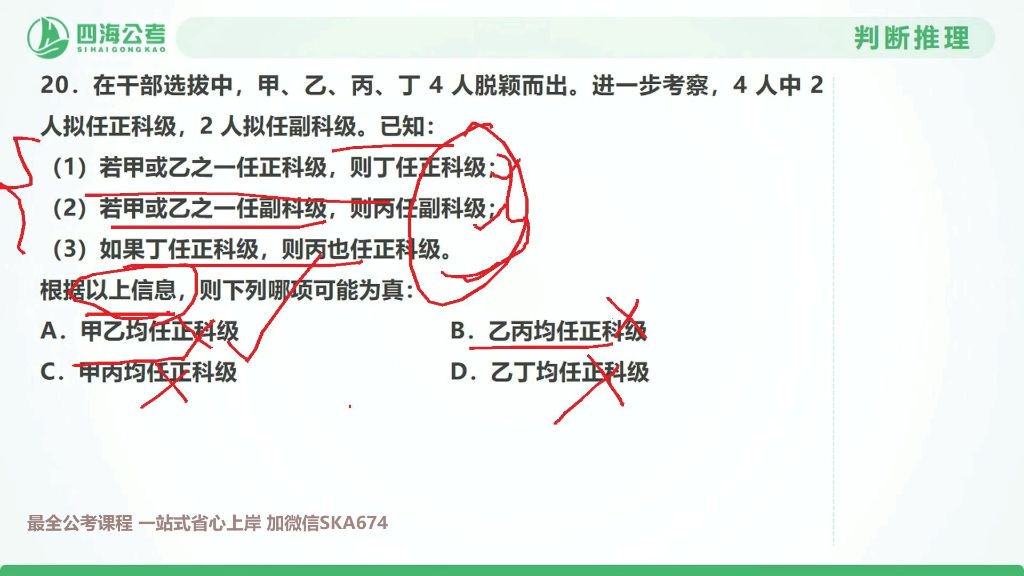 四海公考
SIHAIGONGKAO
判断推理
20. 在干部选拔中，甲、乙、丙、丁 4 人脱颖而出。进一步考察，4 人中 2
人拟任正科级，2 人拟任副科级。已知：
（1）若甲或乙之一任正科级，则丁任正科级；
（2）若甲或乙之一任副科级，则丙任副科级；
（3）如果丁任正科级，则丙也任正科级。
根据以上信息，则下列哪项可能为真：
A. 甲乙均任正科级 B. 乙丙均任正科级
C. 甲丙均任正科级 D. 乙丁均任正科级
最全公考课程 一站式省心上岸 加微信SKA674